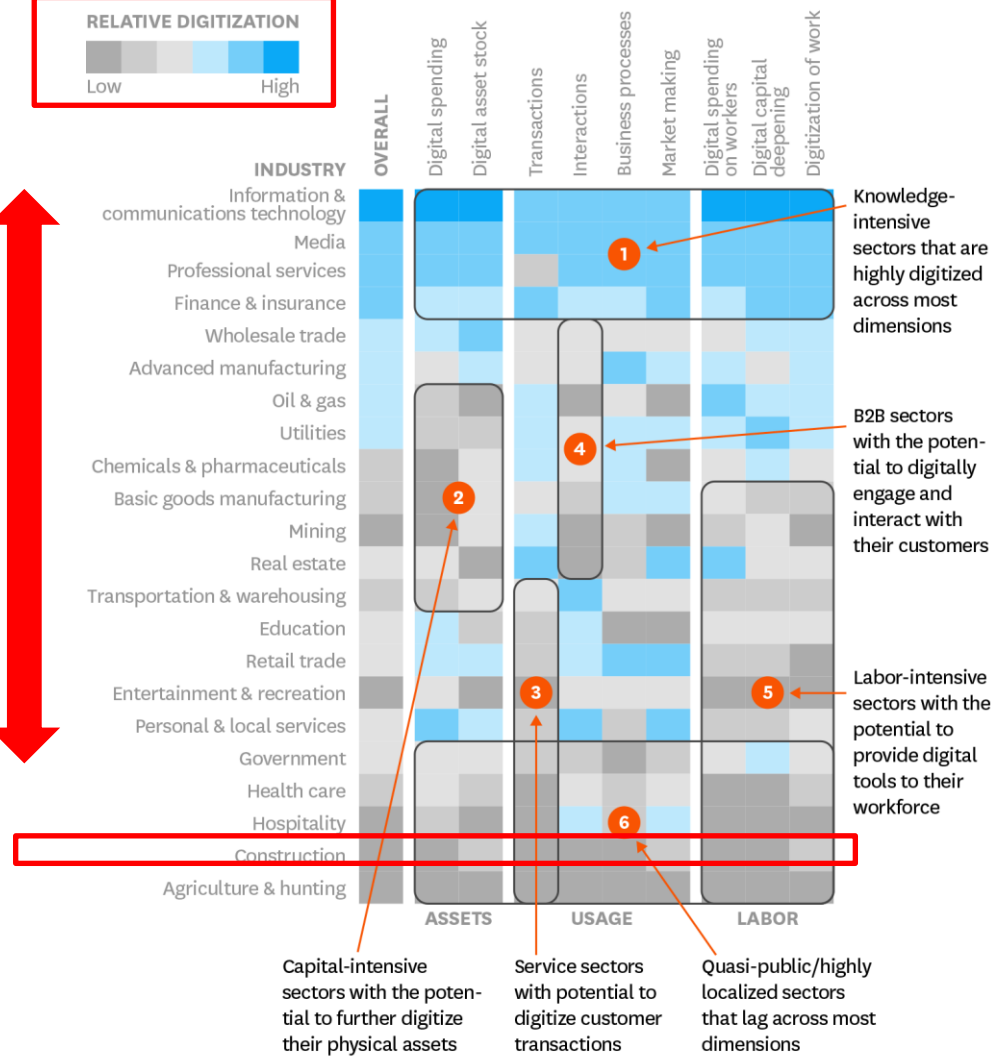 RELATIVE DIGITIZATION
Low
High
OVERALL
Digital spending
Digital asset stock
Transactions
Interactions
Business processes
Market making
Digital spending
on workers
Digital capital
deepening
Digitization of work
INDUSTRY
Information &
communications technology
Media
Professional services
Finance & insurance
Wholesale trade
Advanced manufacturing
Oil & gas
Utilities
Chemicals & pharmaceuticals
Basic goods manufacturing
Mining
Real estate
Transportation & warehousing
Education
Retail trade
Entertainment & recreation
Personal & local services
Government
Health care
Hospitality
Construction
Agriculture & hunting
1
4
2
3
5
6
Knowledge-
intensive
sectors that are
highly digitized
across most
dimensions
B2B sectors
with the poten-
tial to digitally
engage and
interact with
their customers
Labor-intensive
sectors with the
potential to
provide digital
tools to their
workforce
ASSETS
USAGE
LABOR
Capital-intensive
sectors with the poten-
tial to further digitize
their physical assets
Service sectors
with potential to
digitize customer
transactions
Quasi-public/highly
localized sectors
that lag across most
dimensions